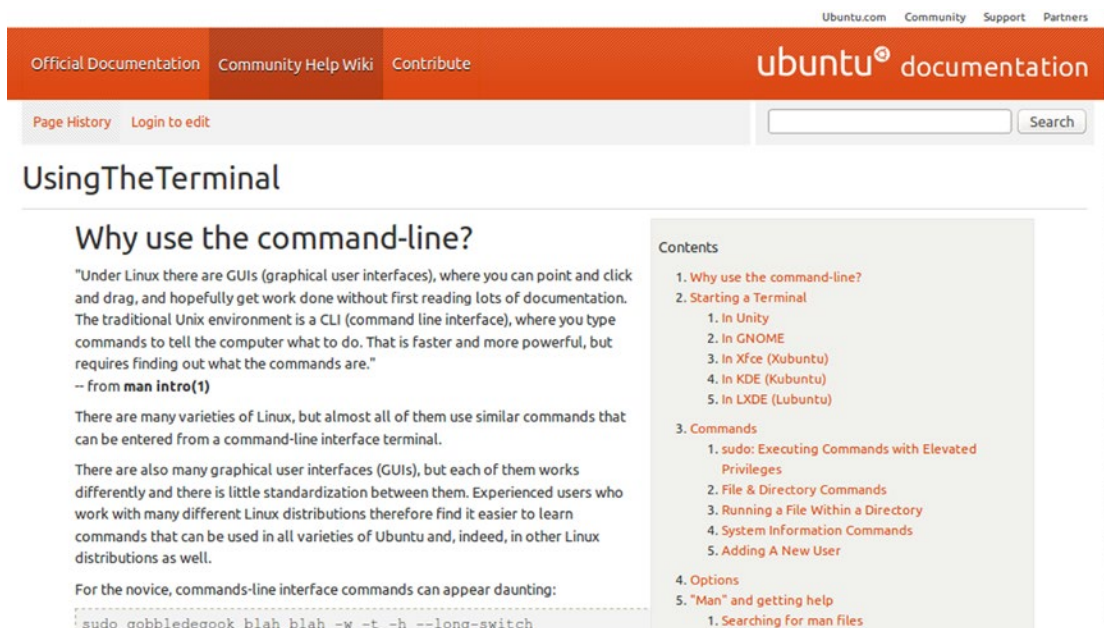 Ubuntu.com Community Support Partners
Official Documentation Community Help Wiki Contribute
ubuntu documentation
Page History Login to edit
Search
UsingTheTerminal
Why use the command-line?
"Under Linux there are GUIs (graphical user interfaces), where you can point and click
and drag, and hopefully get work done without first reading lots of documentation.
The traditional Unix environment is a CLI (command line interface), where you type
commands to tell the computer what to do. That is faster and more powerful, but
requires finding out what the commands are."
-- from man intro(1)
There are many varieties of Linux, but almost all of them use similar commands that
can be entered from a command-line interface terminal.
There are also many graphical user interfaces (GUIs), but each of them works
differently and there is little standardization between them. Experienced users who
work with many different Linux distributions therefore find it easier to learn
commands that can be used in all varieties of Ubuntu and, indeed, in other Linux
distributions as well.
For the novice, commands-line interface commands can appear daunting:
sudo gobbledegook blah blah -w -t -h --long-switch
Contents
1. Why use the command-line?
2. Starting a Terminal
1. In Unity
2. In GNOME
3. In Xfce (Xubuntu)
4. In KDE (Kubuntu)
5. In LXDE (Lubuntu)
3. Commands
1. sudo: Executing Commands with Elevated
Privileges
2. File & Directory Commands
3. Running a File Within a Directory
4. System Information Commands
5. Adding A New User
4. Options
5. "Man" and getting help
1. Searching for man files